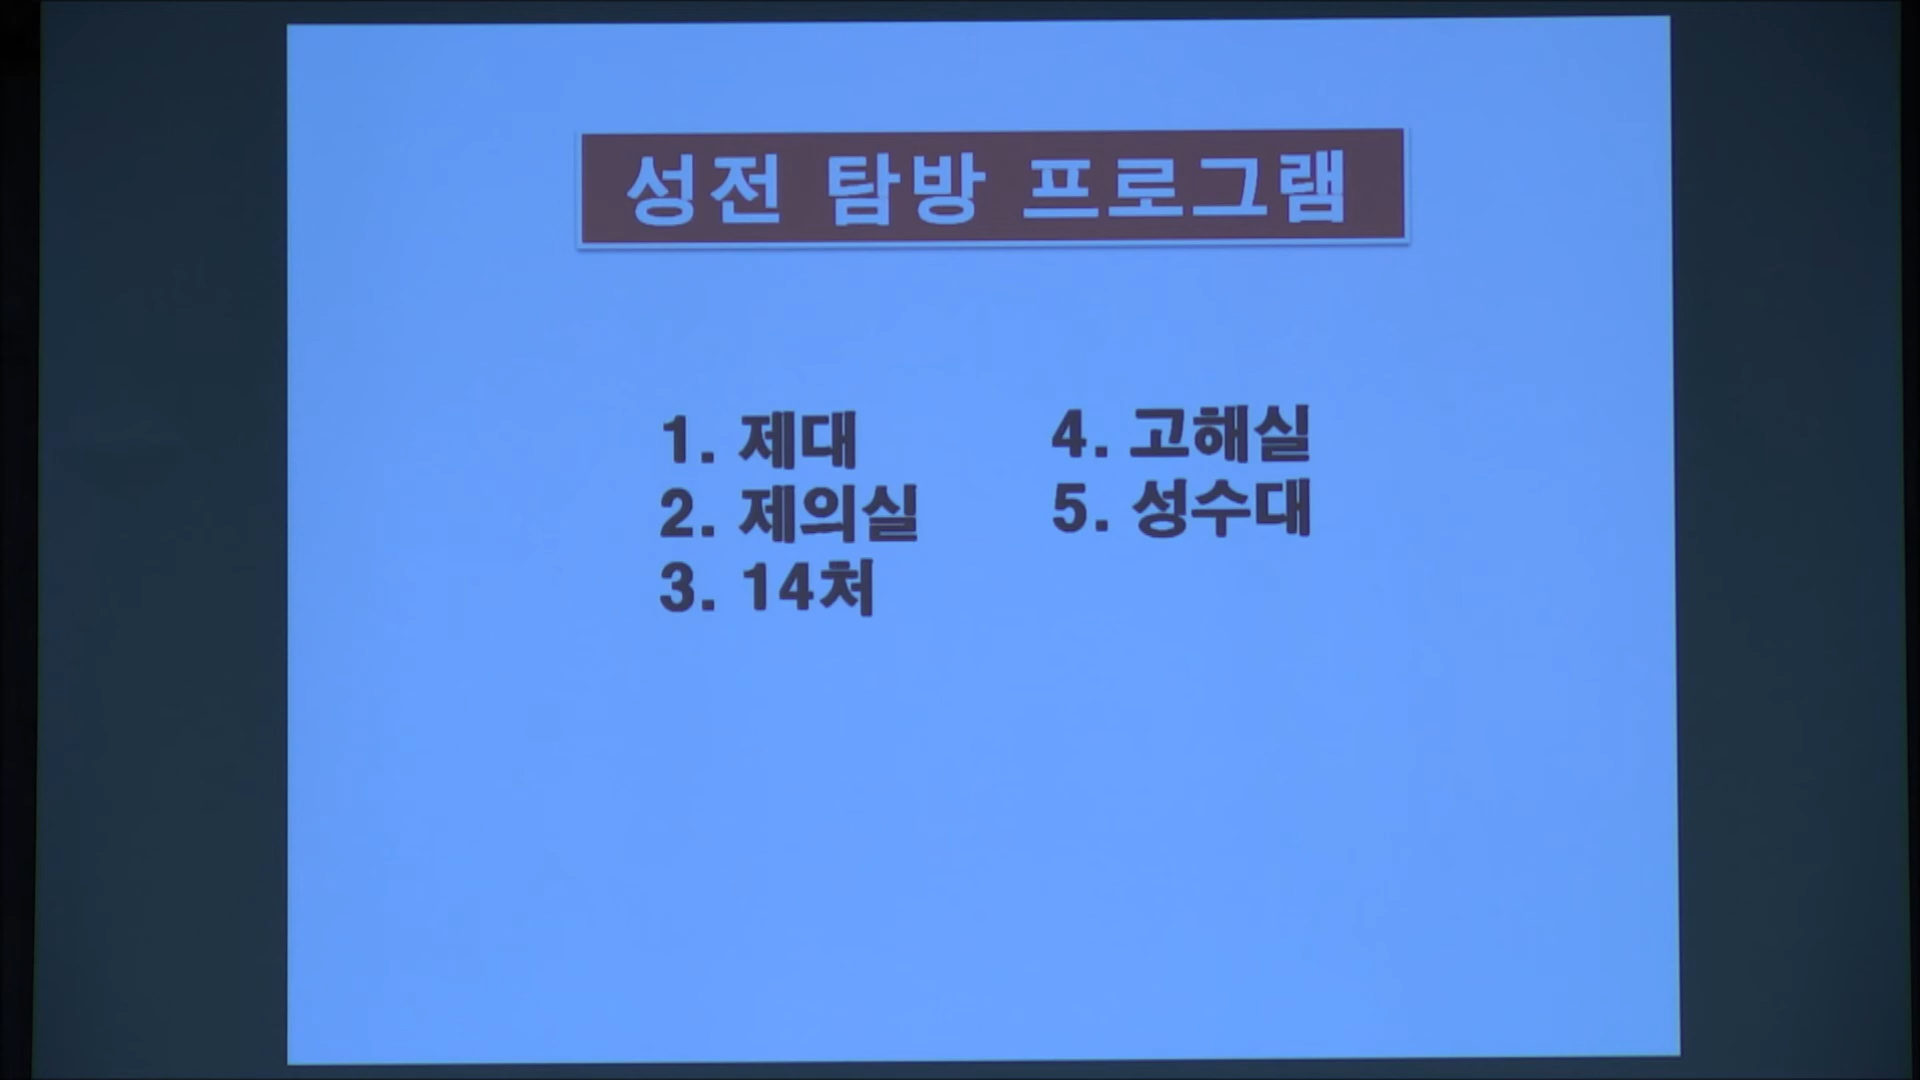 성전 탐방 프로그램
1. 제대
2. 제의실
3. 14처
4. 고해실
5. 성수대